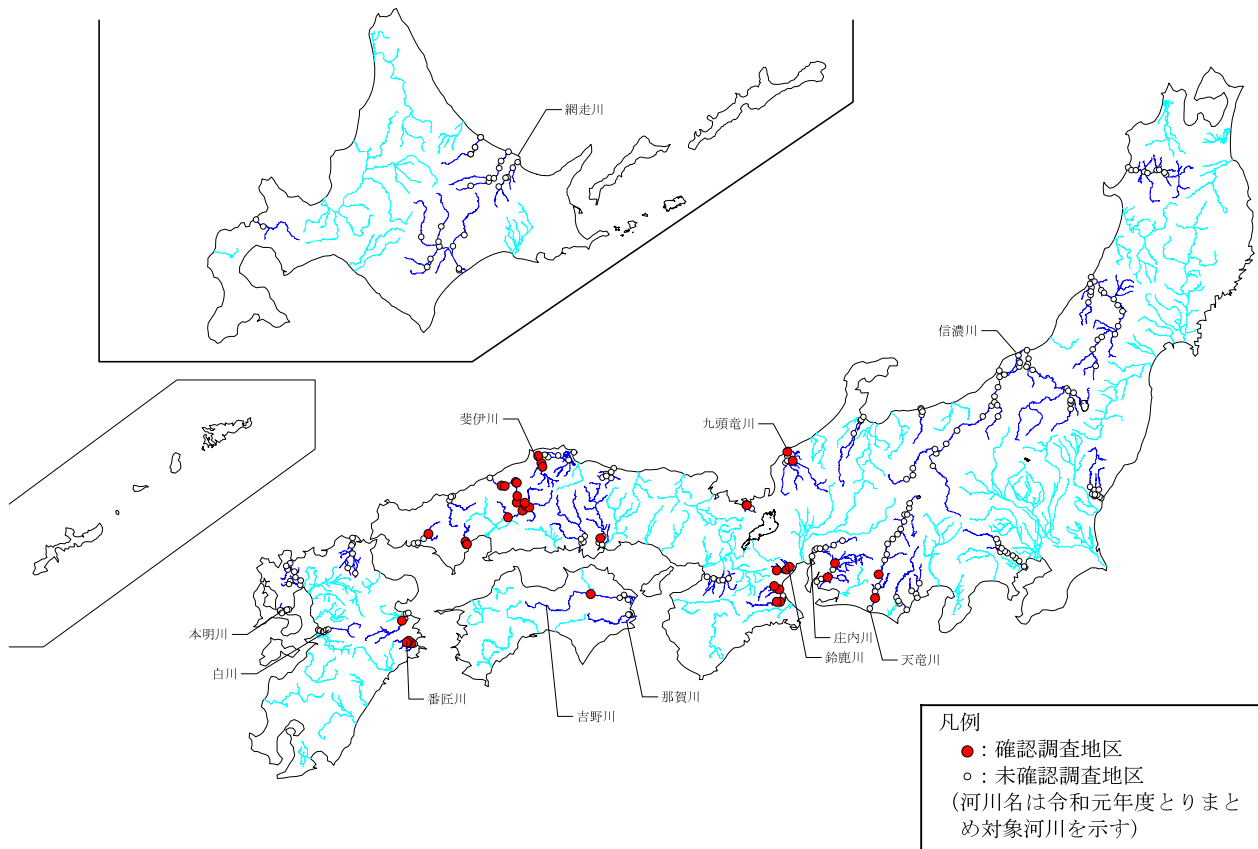 網走川
信濃川
斐伊川
九頭竜川
本明川
白川
番匠川
吉野川
那賀川
庄内川
鈴鹿川
天竜川
凡例
：確認調査地区
：未確認調査地区
（河川名は令和元年度とりまと
め対象河川を示す）